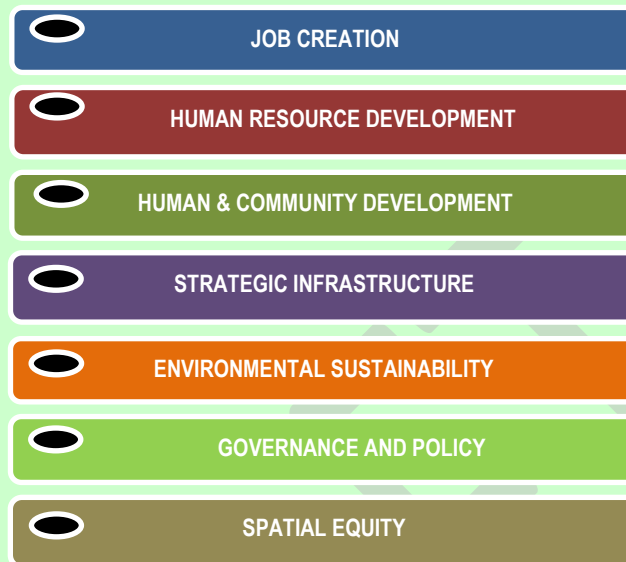 JOB CREATION
HUMAN RESOURCE DEVELOPMENT
HUMAN & COMMUNITY DEVELOPMENT
STRATEGIC INFRASTRUCTURE
ENVIRONMENTAL SUSTAINABILITY
GOVERNANCE AND POLICY
SPATIAL EQUITY